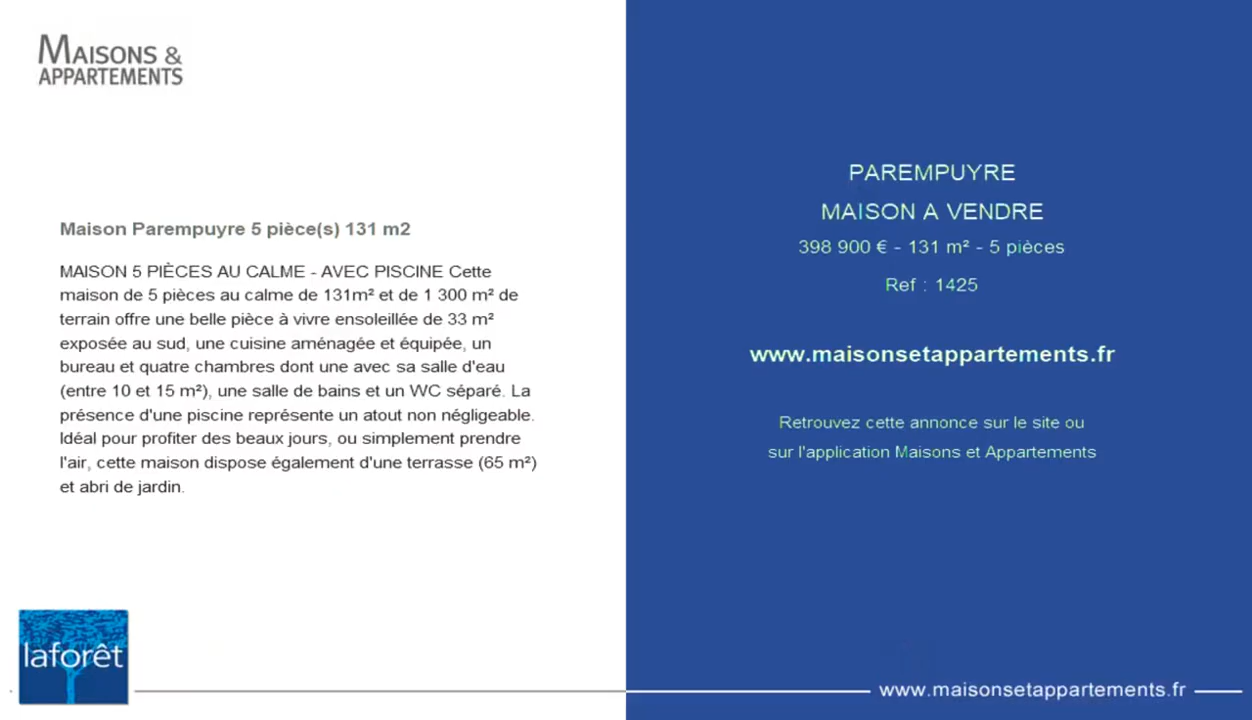 MAISONS &
APPARTEMENTS
Maison Parempuyre 5 pièce(s) 131 m2
MAISON 5 PIÈCES AU CALME - AVEC PISCINE Cette
maison de 5 pièces au calme de 131m² et de 1 300 m² de
terrain offre une belle pièce à vivre ensoleillée de 33 m²
exposée au sud, une cuisine aménagée et équipée, un
bureau et quatre chambres dont une avec sa salle d'eau
(entre 10 et 15 m²), une salle de bains et un WC séparé. La
présence d'une piscine représente un atout non négligeable.
Idéal pour profiter des beaux jours, ou simplement prendre
l'air, cette maison dispose également d'une terrasse (65 m²)
et abri de jardin.
laforêt
PAREMPUYRE
MAISON A VENDRE
398 900 € - 131 m² - 5 pièces
Ref : 1425
www.maisonsetappartements.fr
Retrouvez cette annonce sur le site ou
sur l'application Maisons et Appartements
www.maisonsetappartements.fr